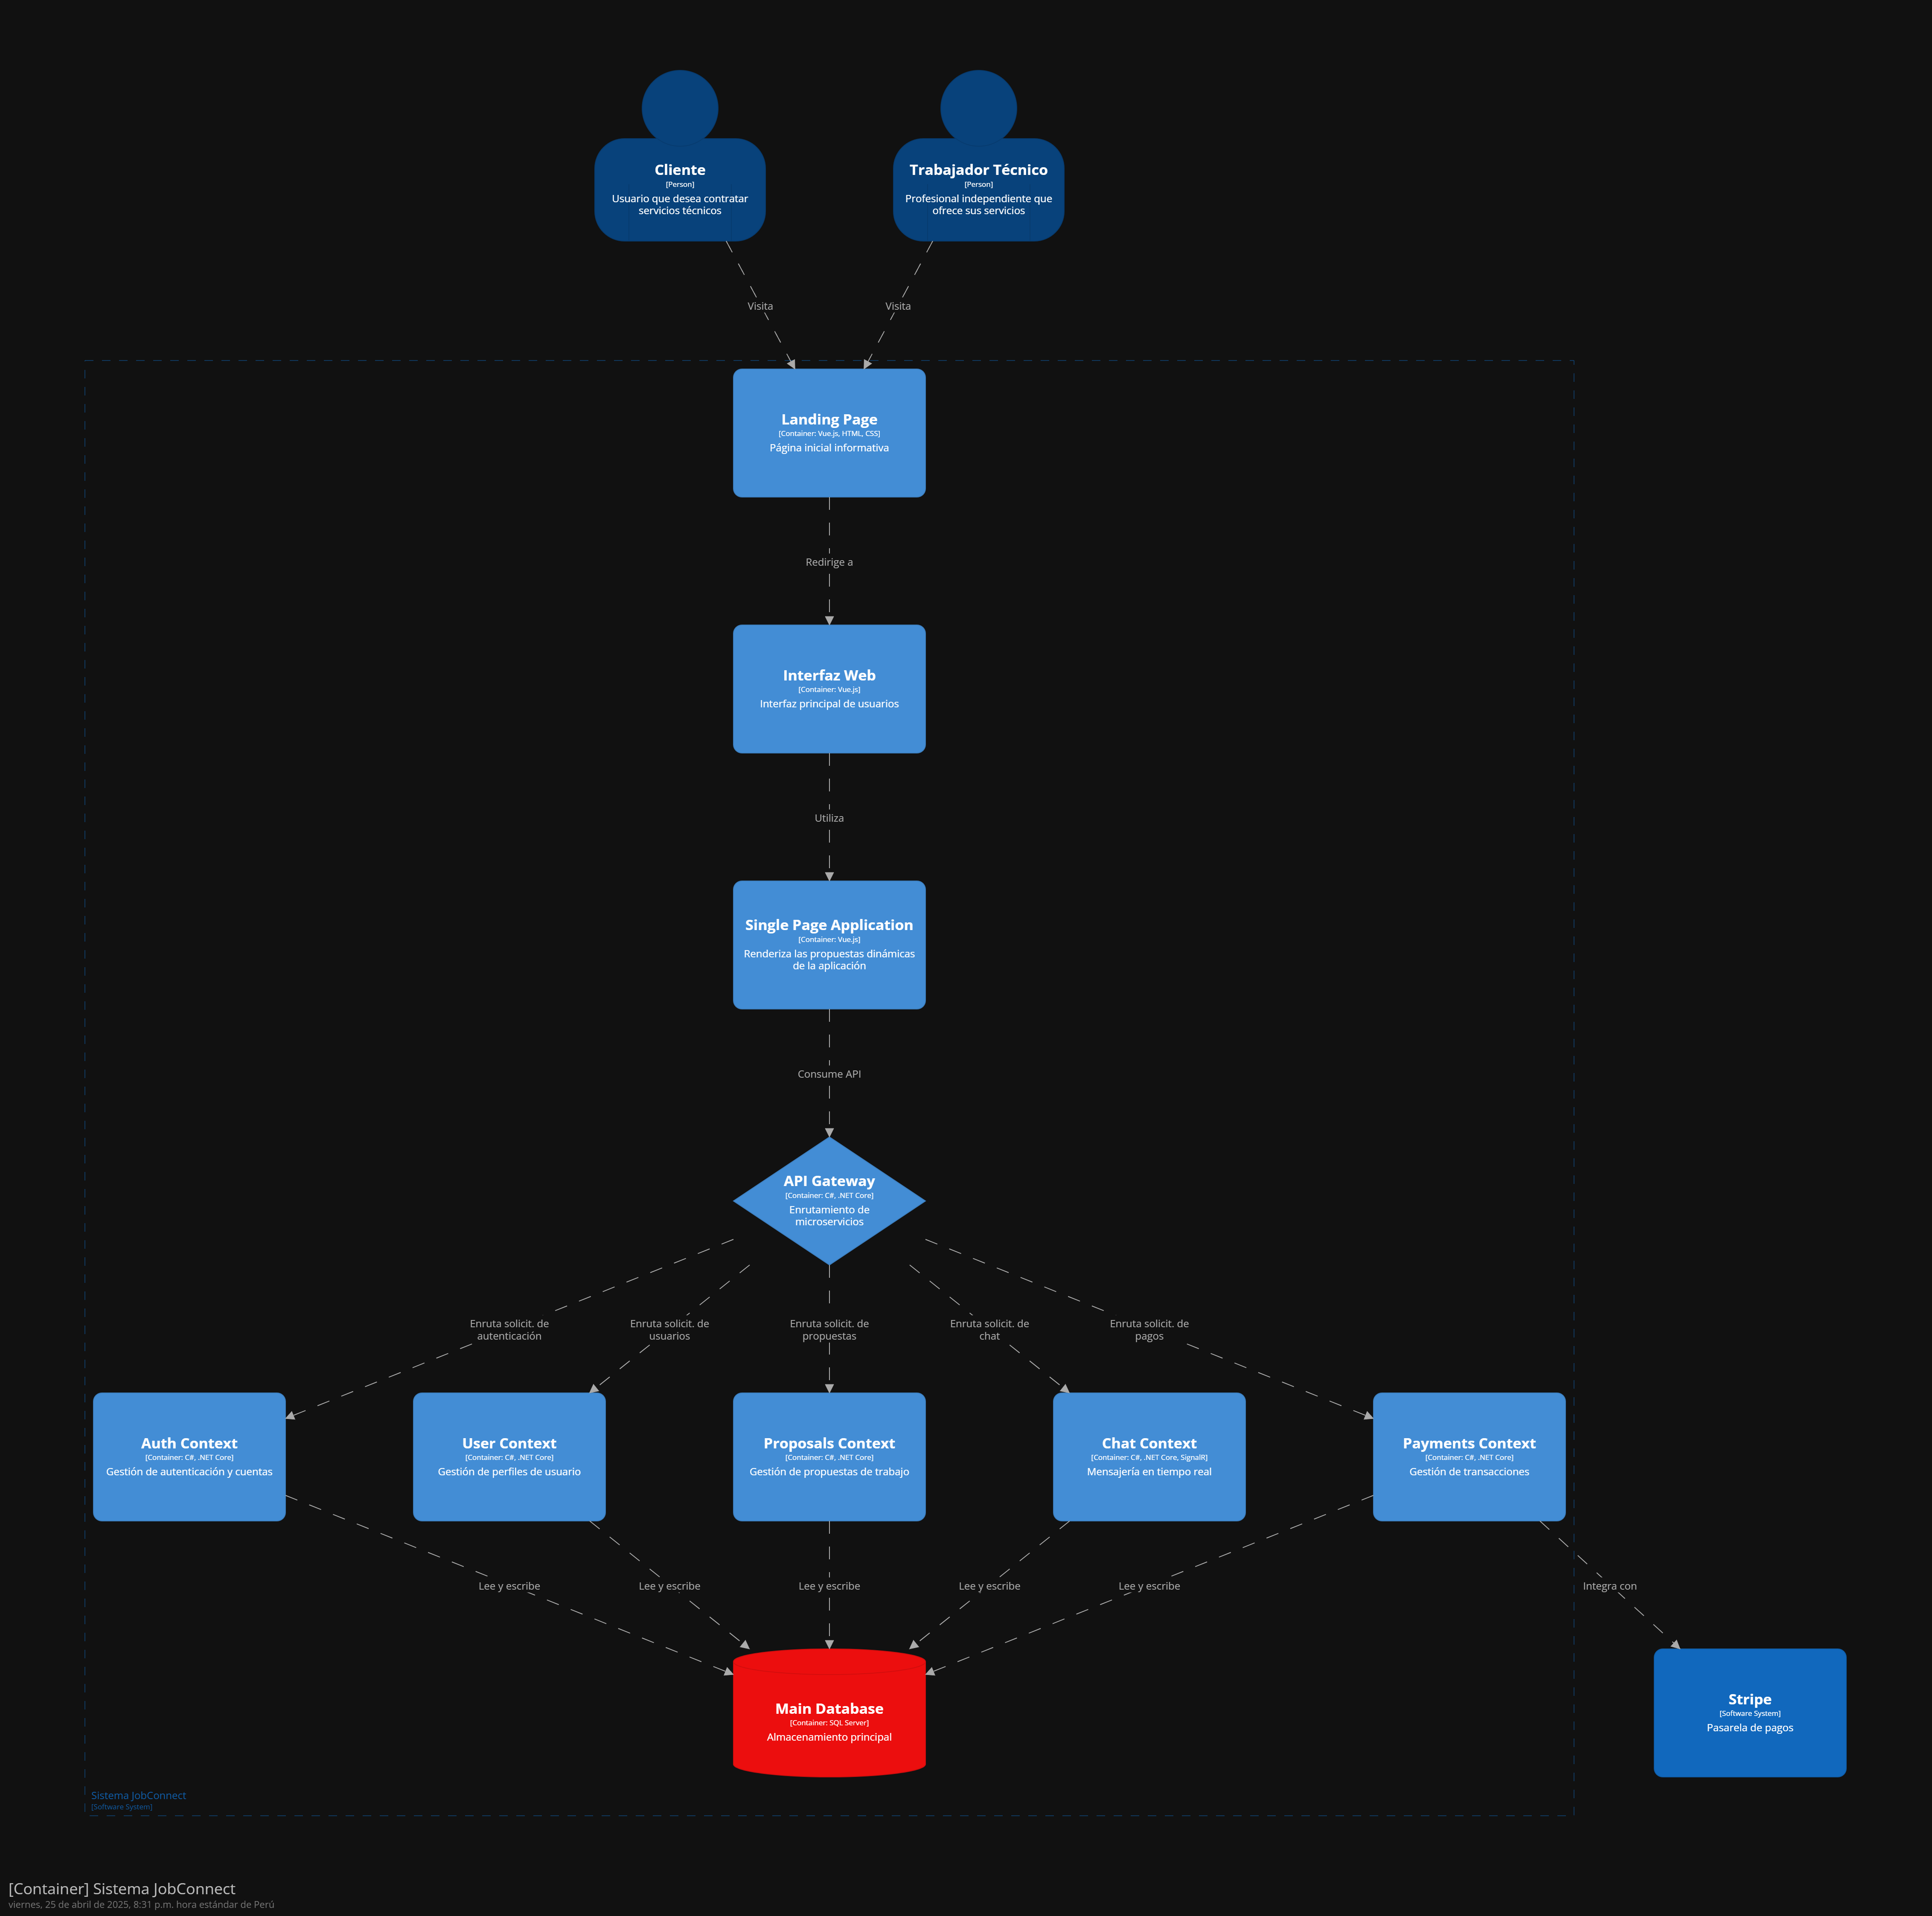 Cliente
[Person]
Usuario que desea contratar
servicios técnicos
Trabajador Técnico
[Person]
Profesional independiente que
ofrece sus servicios
Visita
Visita
Landing Page
[Container: Vue.js, HTML, CSS]
Página inicial informativa
Redirige a
Interfaz Web
[Container: Vue.js]
Interfaz principal de usuarios
Utiliza
Single Page Application
[Container: Vue.js]
Renderiza las propuestas dinámicas
de la aplicación
Consume API
API Gateway
[Container: C#, .NET Core]
Enrutamiento de
microservicios
Enruta solicit. de
autenticación
Enruta solicit. de
usuarios
Enruta solicit. de
propuestas
Enruta solicit. de
chat
Enruta solicit. de
pagos
Auth Context
[Container: C#, .NET Core]
Gestión de autenticación y cuentas
User Context
[Container: C#, .NET Core]
Gestión de perfiles de usuario
Proposals Context
[Container: C#, .NET Core]
Gestión de propuestas de trabajo
Chat Context
[Container: C#, .NET Core, SignalR]
Mensajería en tiempo real
Payments Context
[Container: C#, .NET Core]
Gestión de transacciones
Lee y escribe
Lee y escribe
Lee y escribe
Lee y escribe
Lee y escribe
Integra con
Main Database
[Container: SQL Server]
Almacenamiento principal
Stripe
[Software System]
Pasarela de pagos
Sistema JobConnect
[Software System]
[Container] Sistema JobConnect
viernes, 25 de abril de 2025, 8:31 p.m. hora estándar de Perú